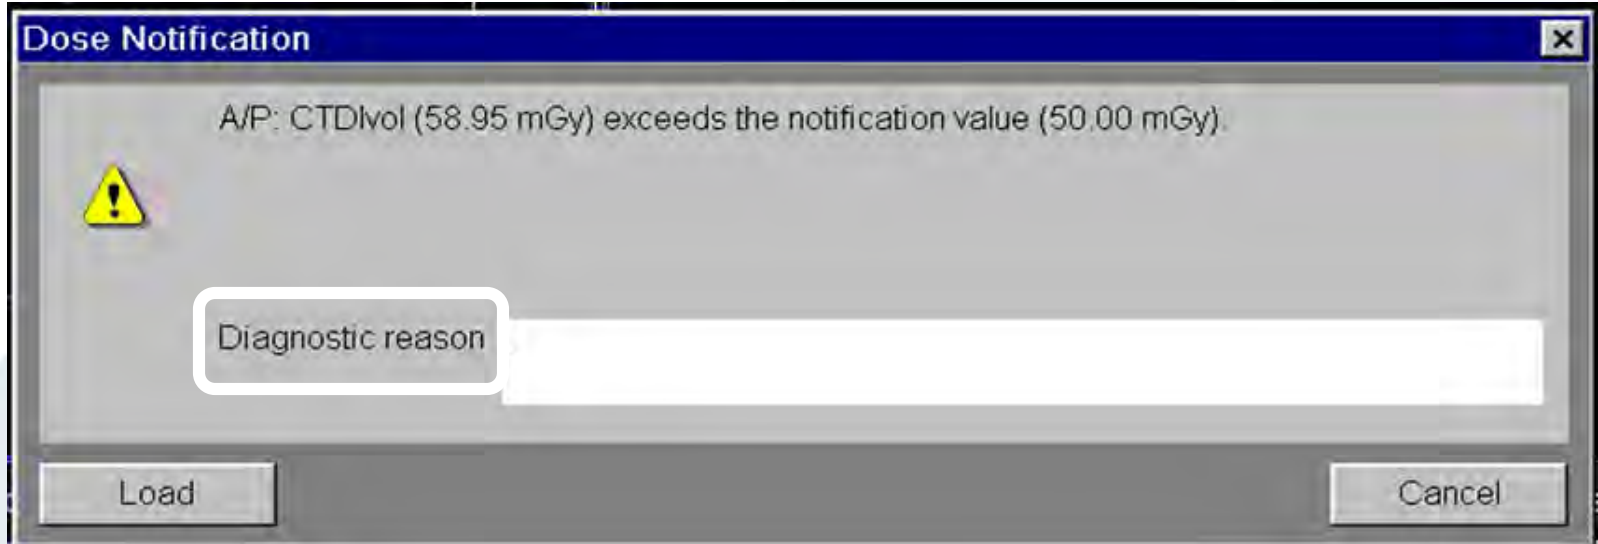 Dose Notification
A/P: CTDIvol (58.95 mGy) exceeds the notification value (50.00 mGy).
Diagnostic reason
Load
Cancel